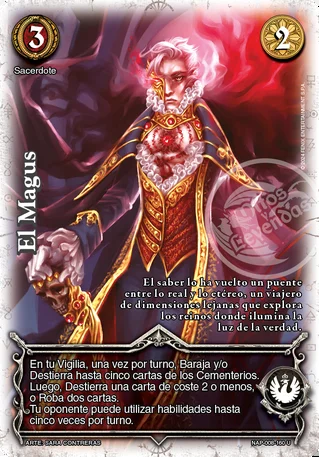 3
2
Sacerdote
El Magus
El saber lo ha vuelto un puente
entre lo real y lo etéreo, un viajero
de dimensiones lejanas que explora
los reinos donde ilumina la
luz de la verdad.
En tu Vigilia, una vez por turno, Baraja y/o
Destierra hasta cinco cartas de los Cementerios.
Luego, Destierra una carta de coste 2 o menos,
o Roba dos cartas.
Tu oponente puede utilizar habilidades hasta
cinco veces por turno.
ARTE: SARA CONTRERAS
NAP-008-160 U